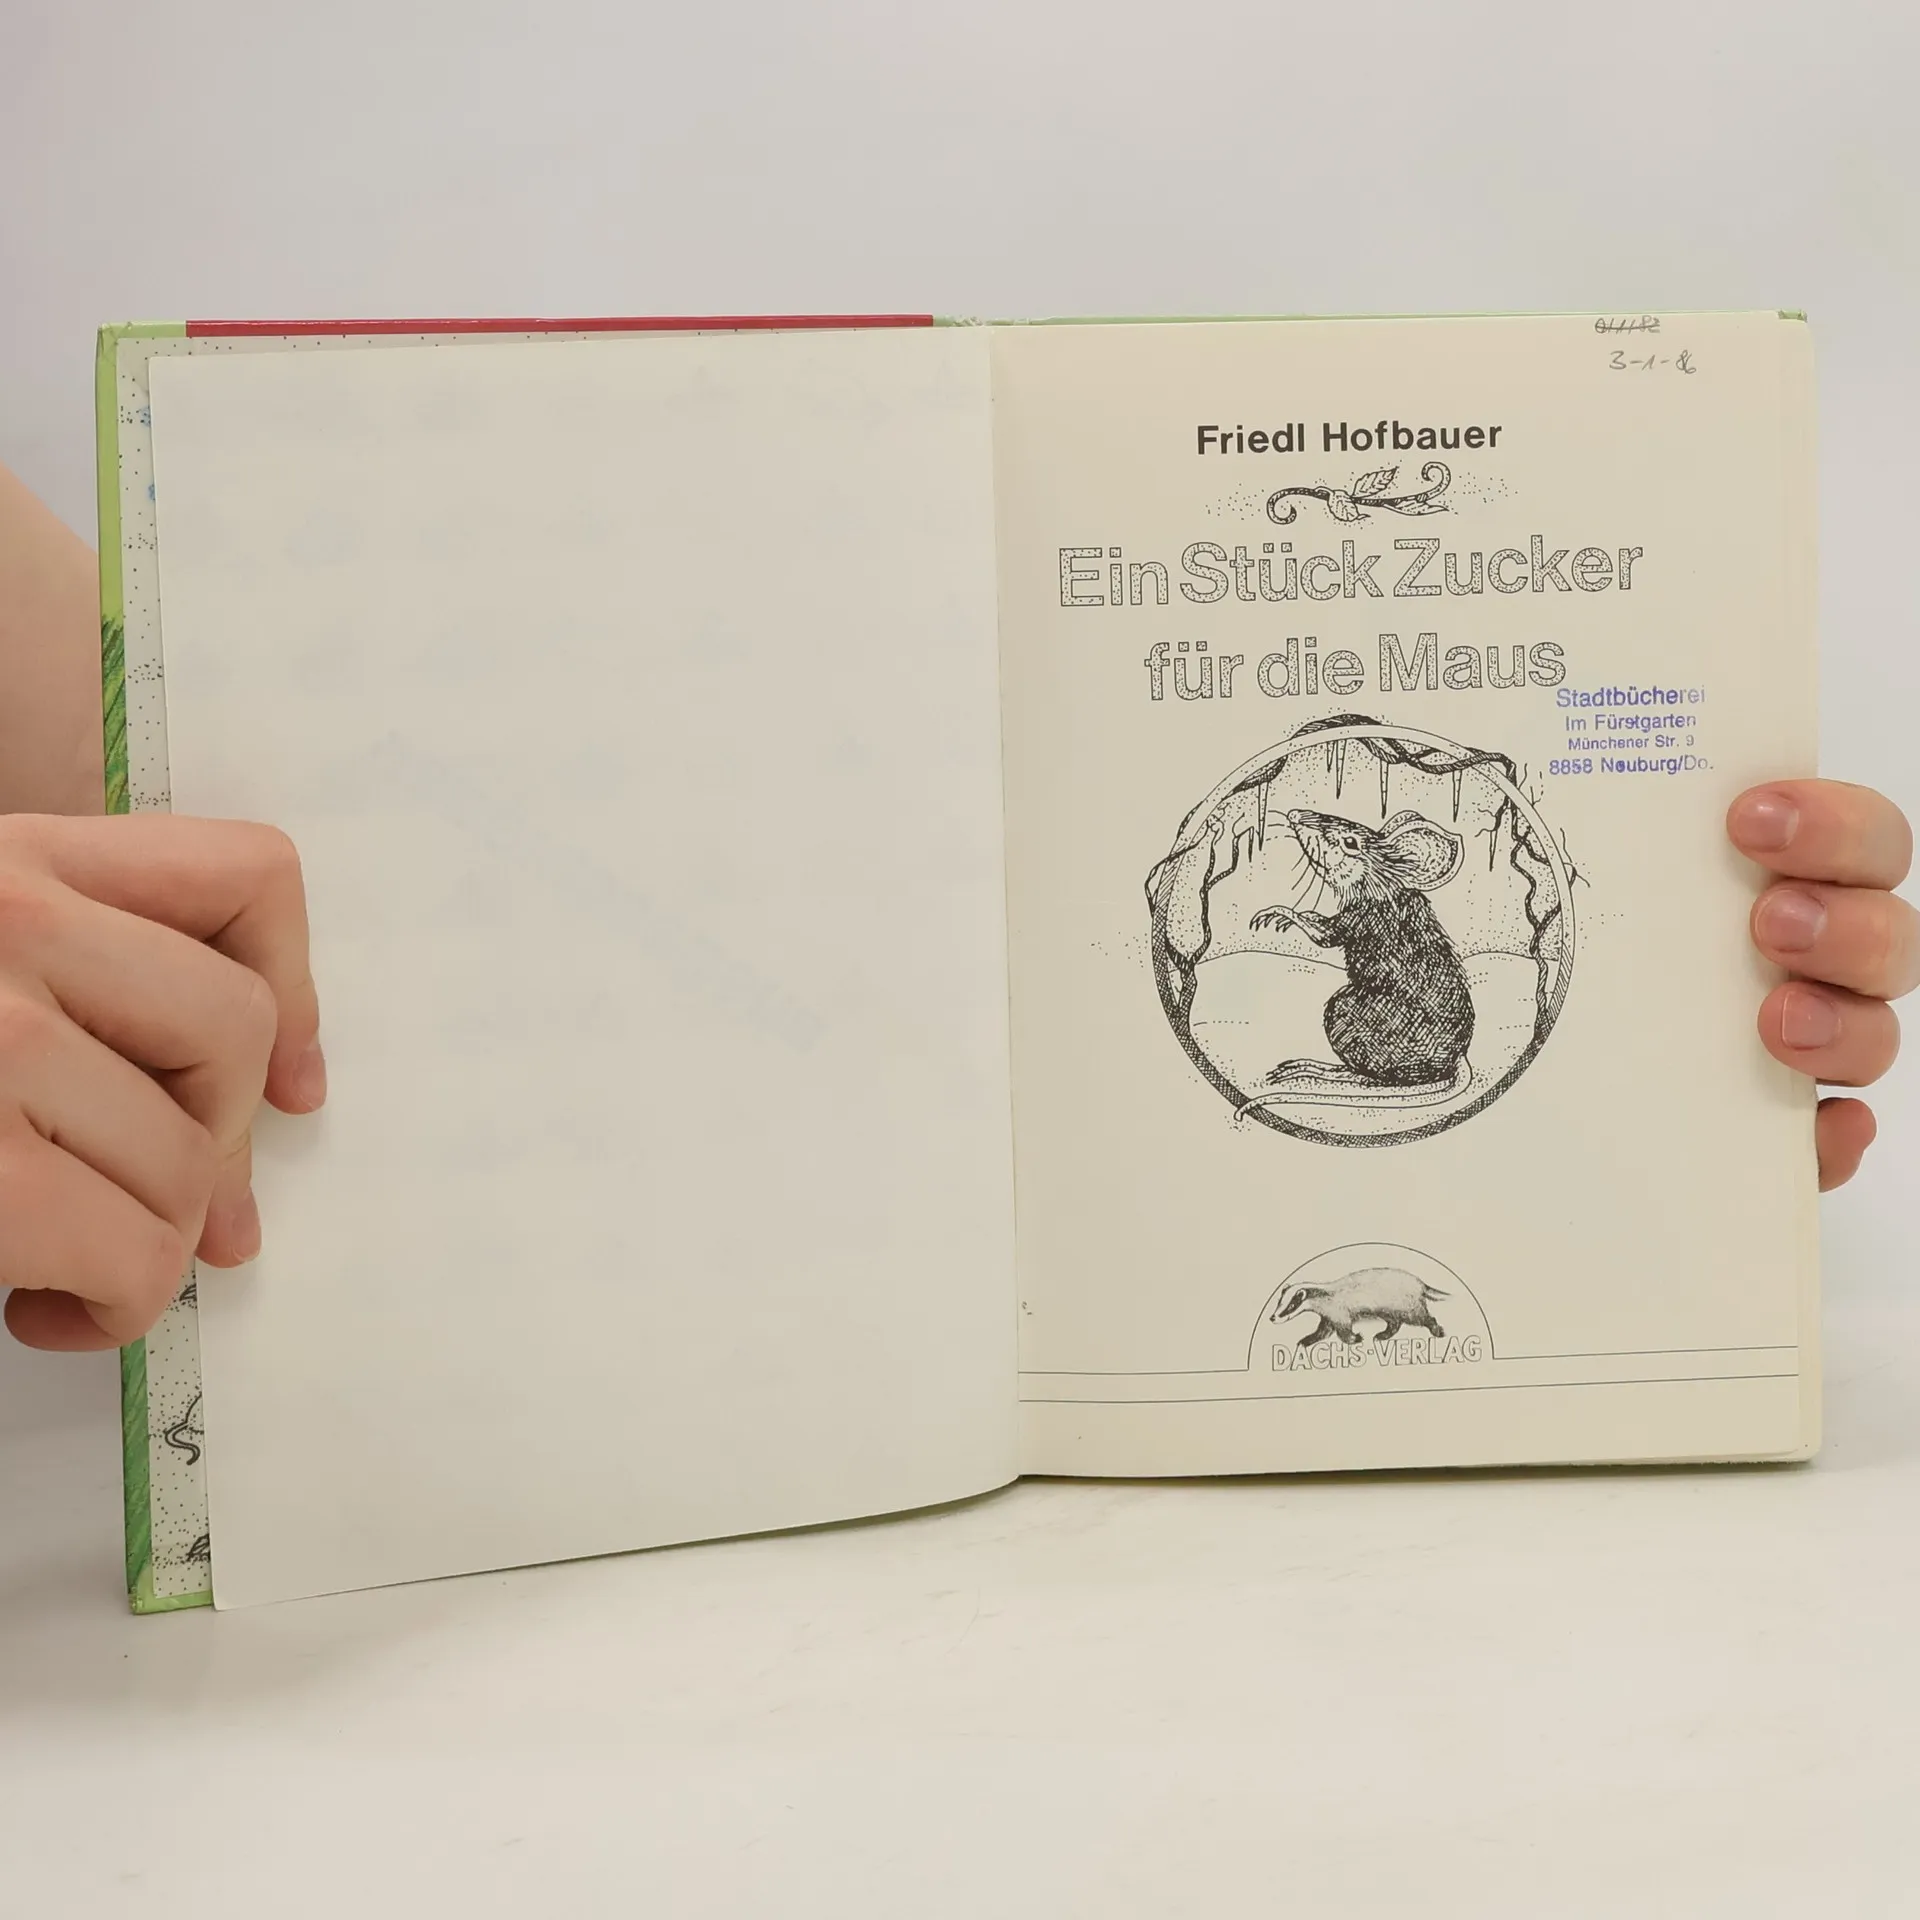 3-1-86
Friedl Hofbauer
Ein Stück Zucker
für die Maus
Stadtbücherei
Im Fürstgarten
Münchener Str. 9
8858 Neuburg/Do.
DACHS-VERLAG